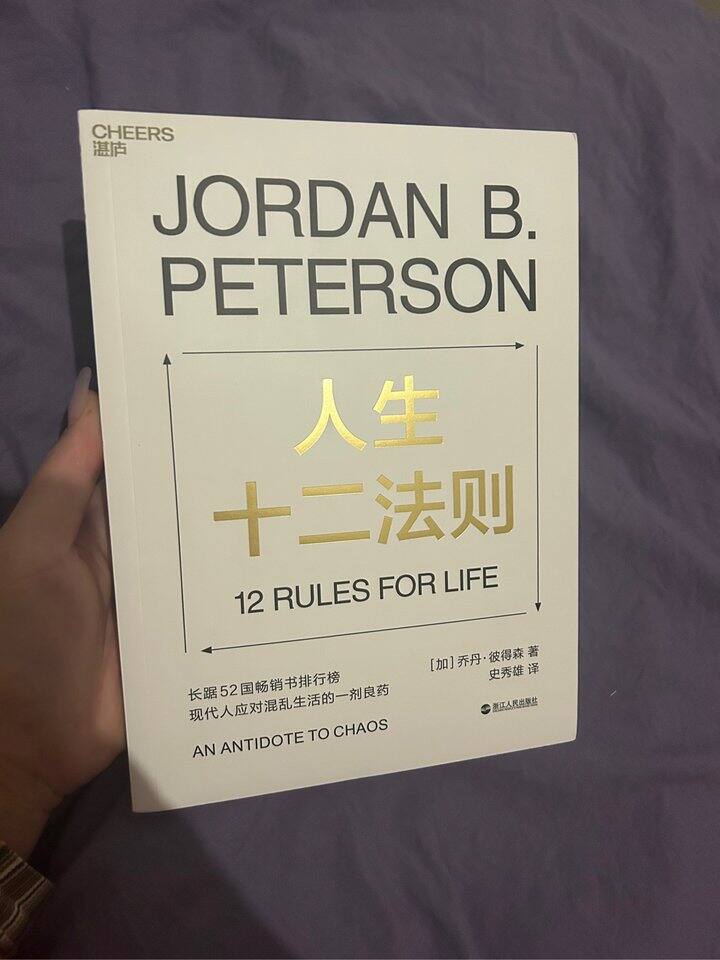 CHEERS
湛庐
JORDAN B.
PETERSON
人生
十二法则
12 RULES FOR LIFE
[加] 乔丹·彼得森 著
史秀雄 译
长踞52国畅销书排行榜
现代人应对混乱生活的一剂良药
AN ANTIDOTE TO CHAOS
浙江人民出版社